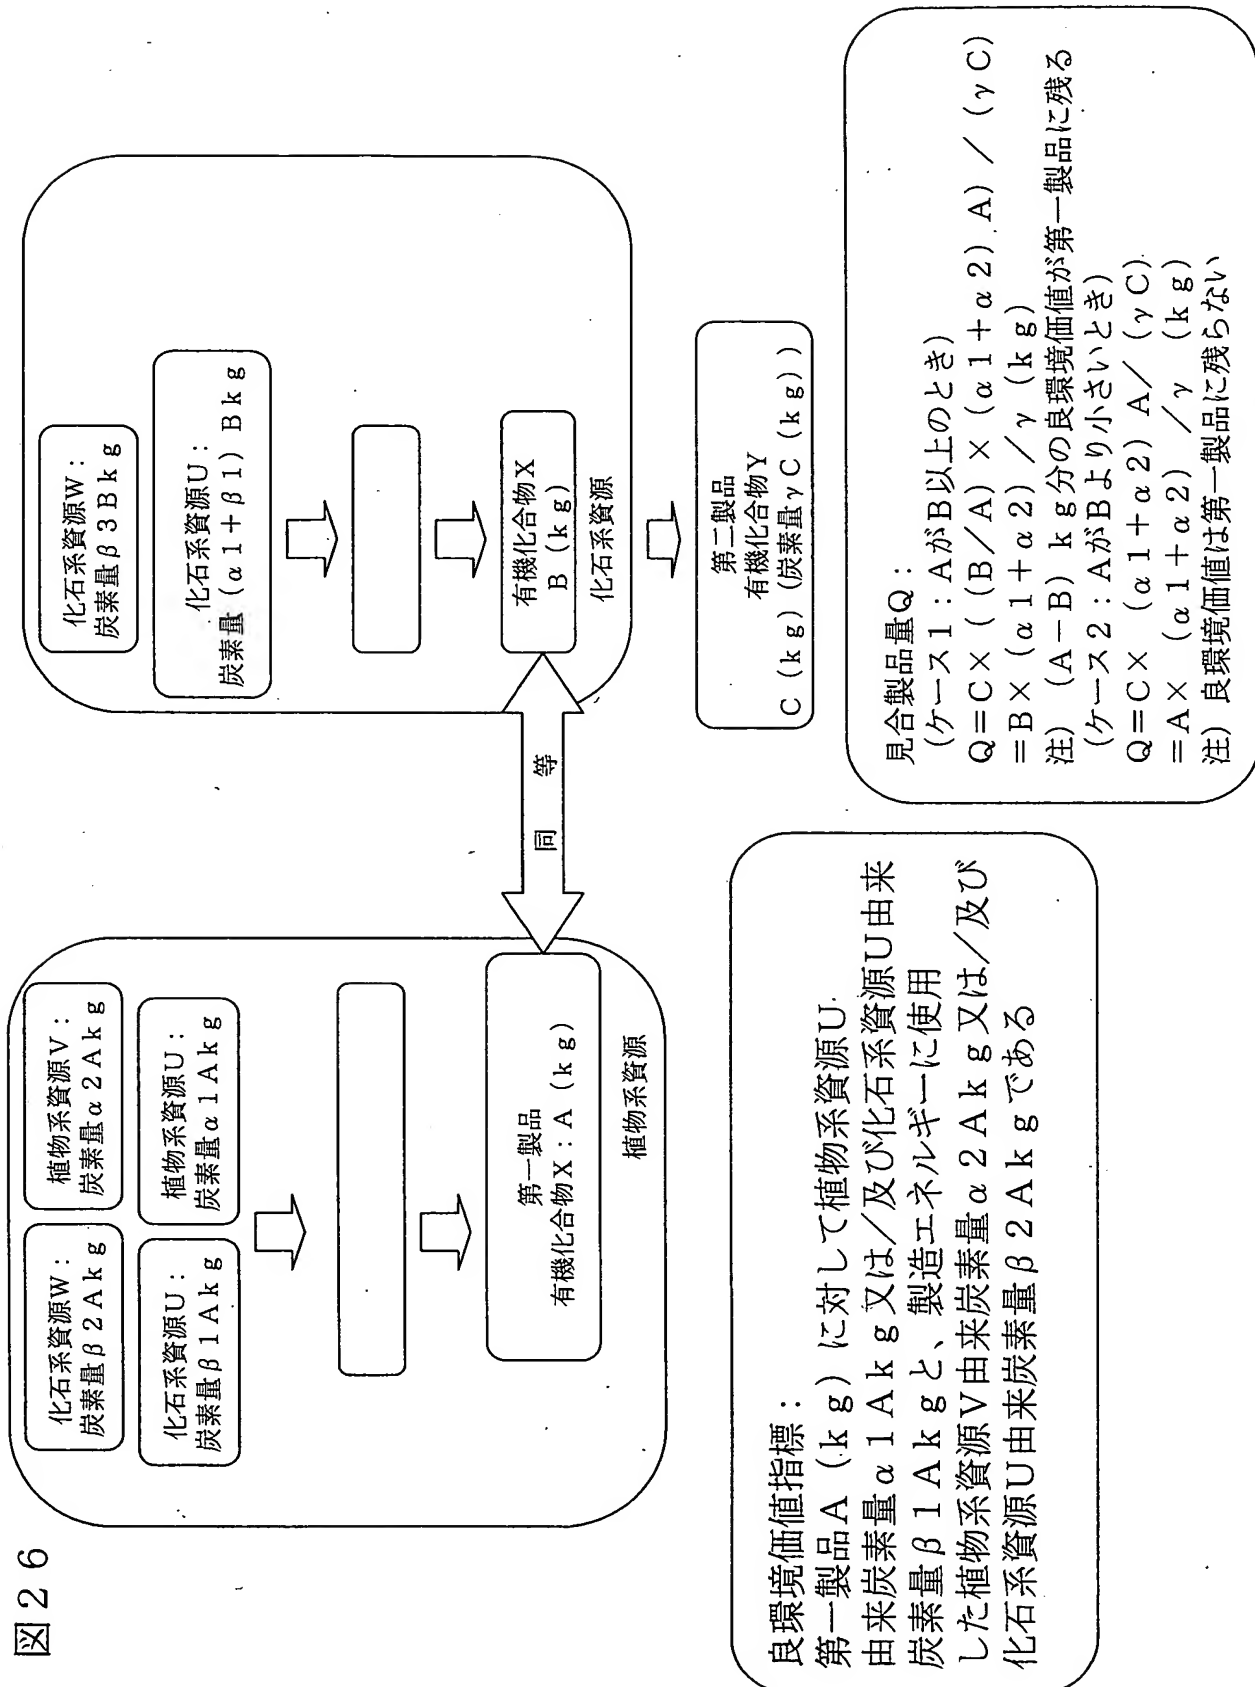 図26
化石系資源W：
炭素量β2Akg
植物系資源V：
炭素量α2Akg
化石系資源U：
炭素量β1Akg
植物系資源U：
炭素量α1Akg
第一製品
有機化合物X：A（kg）
植物系資源
同　等
化石系資源W：
炭素量β3Bkg
化石系資源U：
炭素量（α1＋β1）Bkg
有機化合物X
B（kg）
化石系資源
第二製品
有機化合物Y
C（kg）（炭素量γC（kg））
良環境価値指標：
第一製品A（kg）に対して植物系資源U
由来炭素量α1Akg又は／及び化石系資源U由来
炭素量β1Akgと、製造エネルギーに使用
した植物系資源V由来炭素量α2Akg又は／及び
化石系資源U由来炭素量β2Akgである
見合製品量Q：
（ケース1：AがB以上のとき）
Q＝C×（（B／A）×（α1＋α2）A）／（γC）
＝B×（α1＋α2）／γ（kg）
注）（A－B）kg分の良環境価値が第一製品に残る
（ケース2：AがBより小さいとき）
Q＝C×（α1＋α2）A／（γC）
＝A×（α1＋α2）／γ（kg）
注）良環境価値は第一製品に残らない